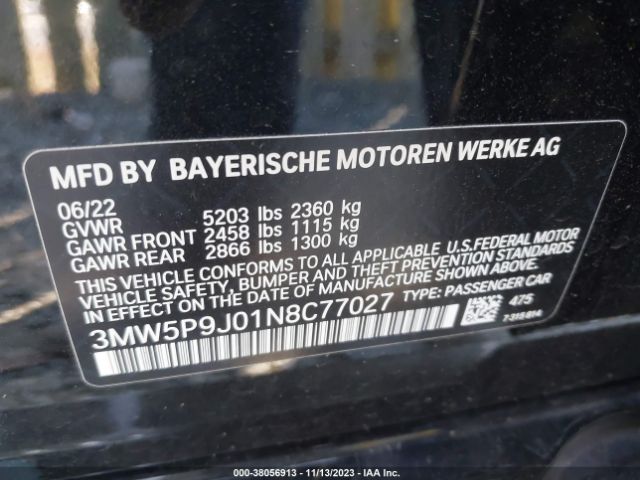 MFD BY BAYERISCHE MOTOREN WERKE AG
06/22
GVWR 5203 lbs 2360 kg
GAWR FRONT 2458 lbs 1115 kg
GAWR REAR 2866 lbs 1300 kg
THIS VEHICLE CONFORMS TO ALL APPLICABLE U.S.FEDERAL MOTOR
VEHICLE SAFETY, BUMPER AND THEFT PREVENTION STANDARDS
IN EFFECT ON THE DATE OF MANUFACTURE SHOWN ABOVE.
3MW5P9J01N8C77027 TYPE: PASSENGER CAR
475
7319814
000-38056913 - 11/13/2023 - IAA Inc.